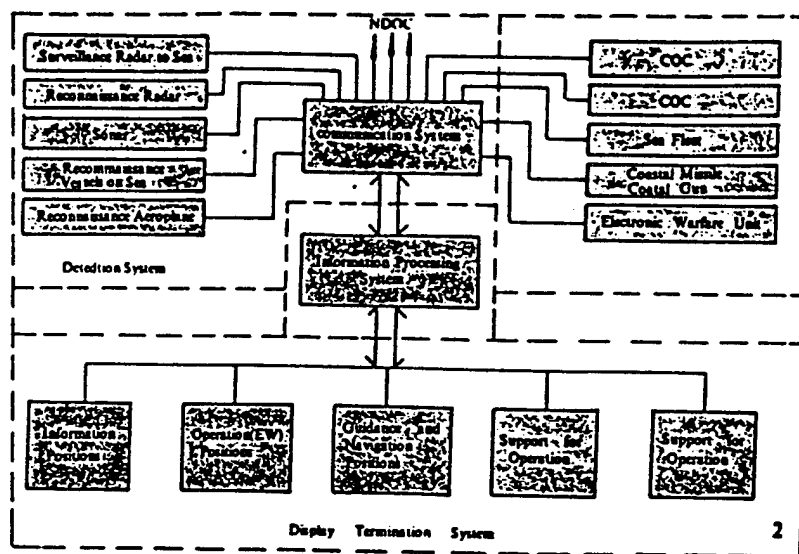 NDOC
Surveillance Radar to Sea
Reconnaissance Radar
Sonar
Reconnaissance
Vessels on Sea
Reconnaissance Aeroplane
Detection System
communication System
Information Processing
System
COC
COC
Sea Fleet
Coastal Missile
Coatal Gun
Electronic Warfare Unit
Information
Positions
Operation(EW)
Positions
Guidance and
Navigation
Positions
Support for
Operation
Support for
Operation
Display Termination System
2